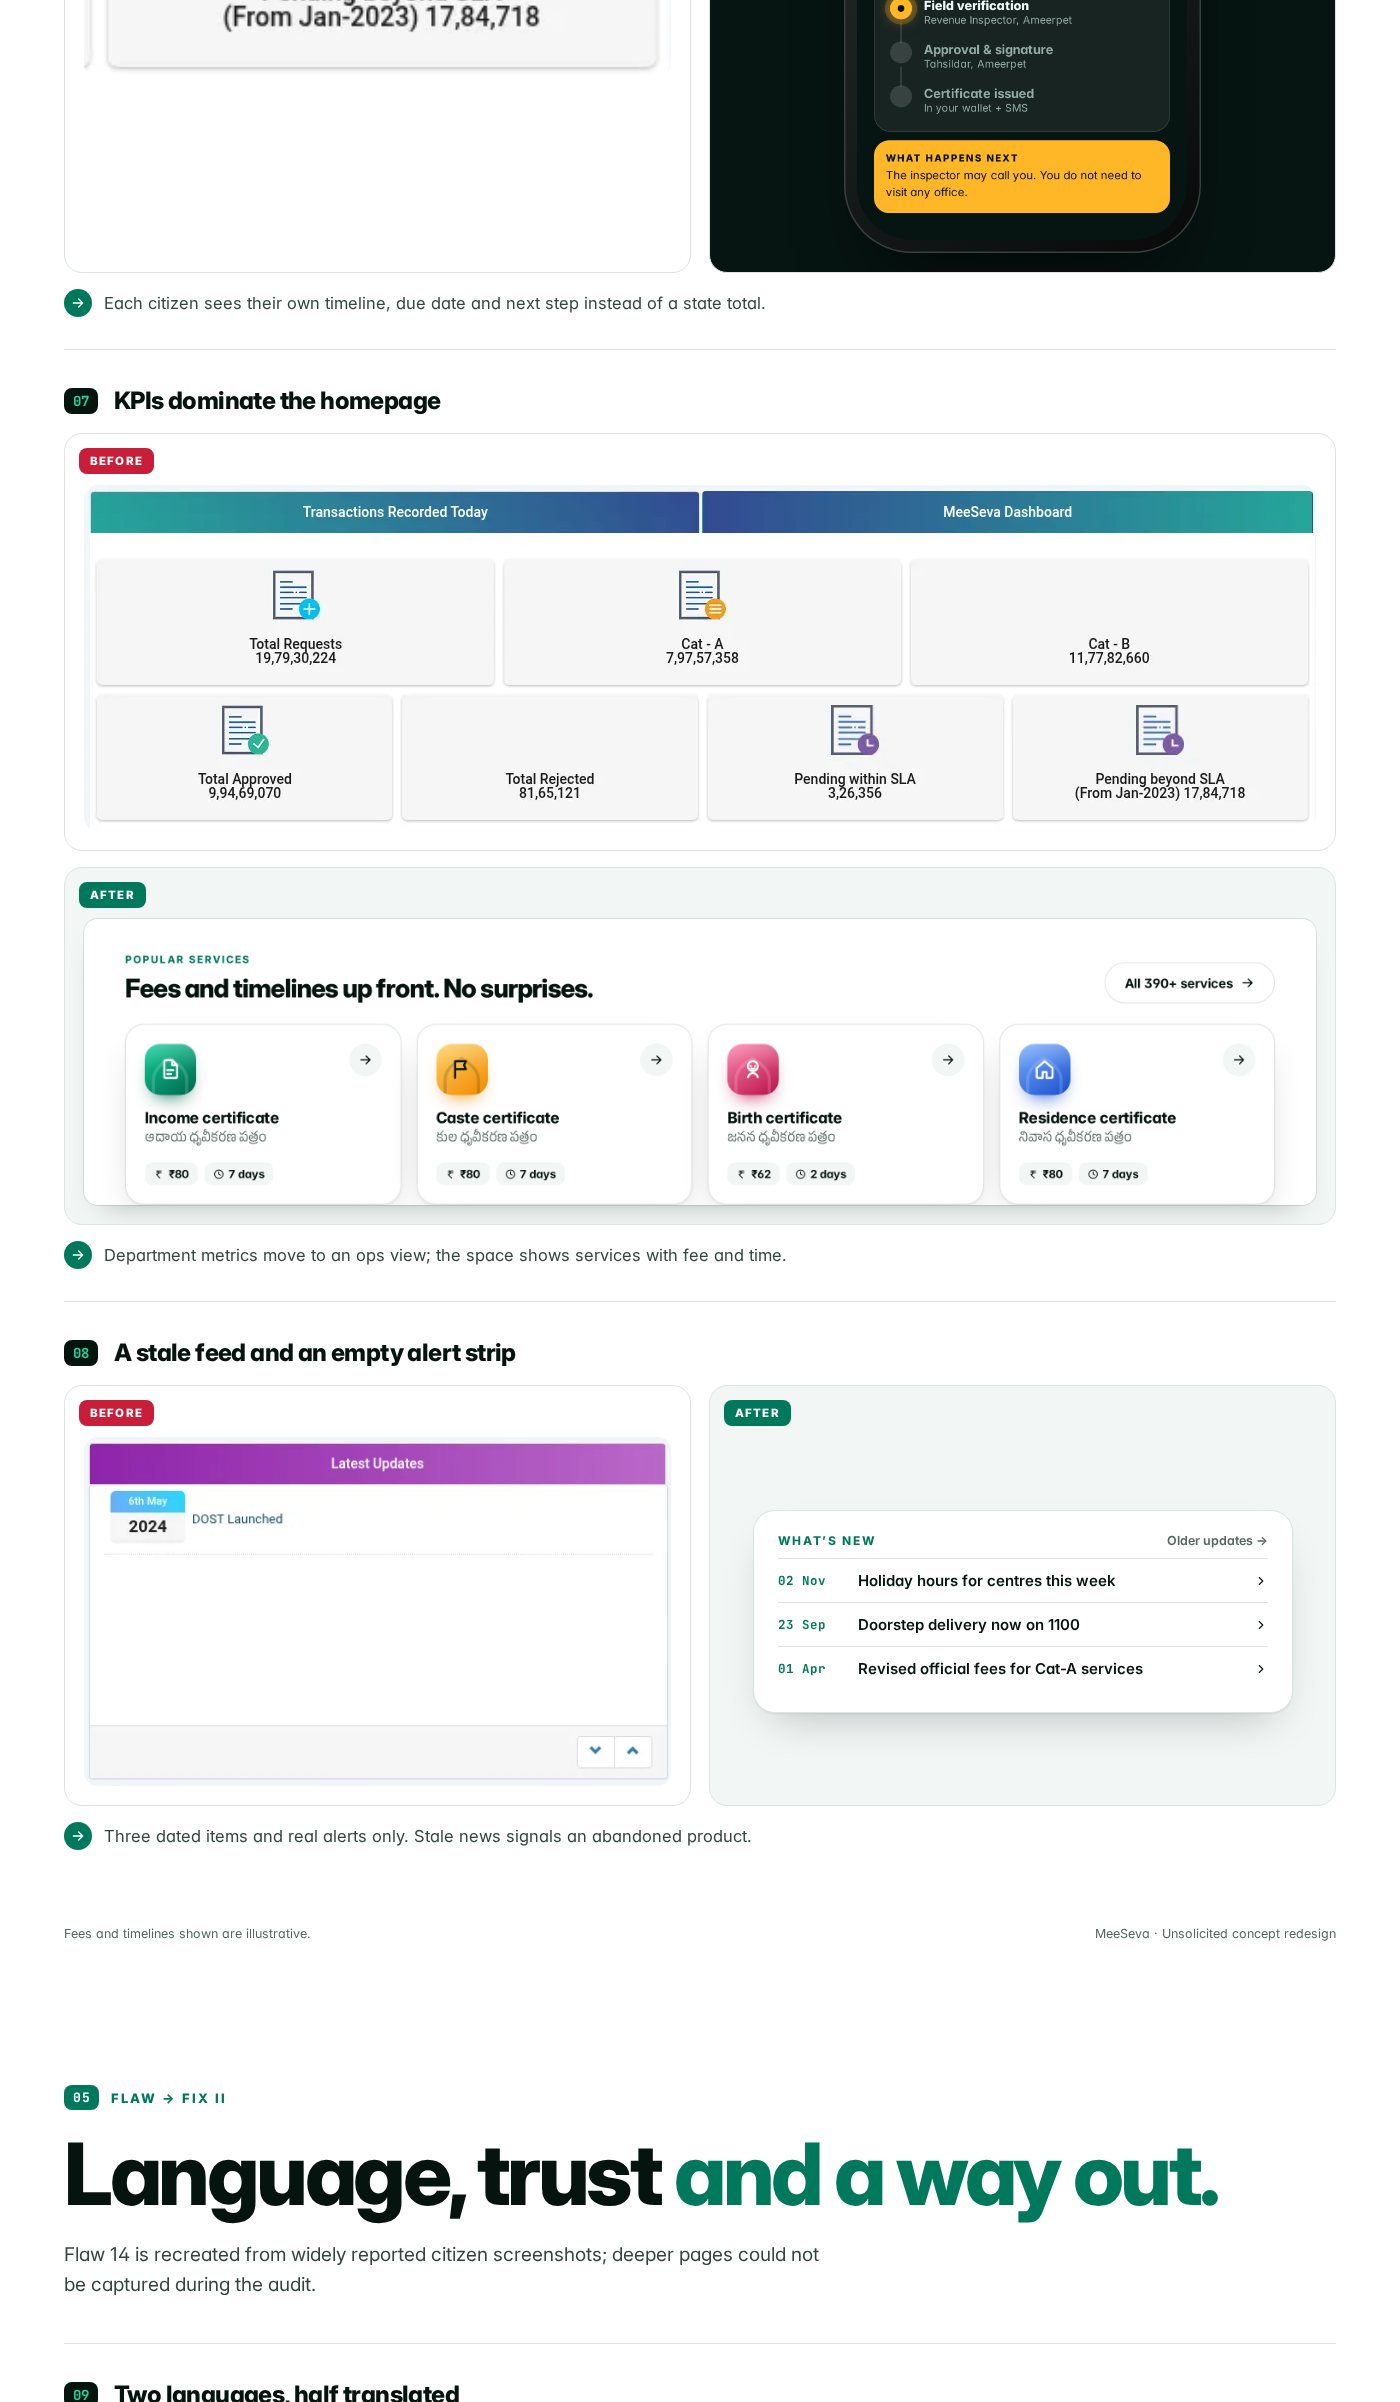 (From Jan-2023) 17,84,718
Field verification
Revenue Inspector, Ameerpet
Approval & signature
Tahsildar, Ameerpet
Certificate issued
In your wallet + SMS
WHAT HAPPENS NEXT
The inspector may call you. You do not need to
visit any office.
Each citizen sees their own timeline, due date and next step instead of a state total.
07 KPIs dominate the homepage
BEFORE
Transactions Recorded Today
MeeSeva Dashboard
Total Requests
19,79,30,224
Cat - A
7,97,57,358
Cat - B
11,77,82,660
Total Approved
9,94,69,070
Total Rejected
81,65,121
Pending within SLA
3,26,356
Pending beyond SLA
(From Jan-2023) 17,84,718
AFTER
POPULAR SERVICES
Fees and timelines up front. No surprises.
All 390+ services →
Income certificate
ఆదాయ ధృవీకరణ పత్రం
₹ ₹80 7 days
Caste certificate
కుల ధృవీకరణ పత్రం
₹ ₹80 7 days
Birth certificate
జనన ధృవీకరణ పత్రం
₹ ₹62 2 days
Residence certificate
నివాస ధృవీకరణ పత్రం
₹ ₹80 7 days
Department metrics move to an ops view; the space shows services with fee and time.
08 A stale feed and an empty alert strip
BEFORE
Latest Updates
6th May
2024
DOST Launched
AFTER
WHAT'S NEW
Older updates →
02 Nov Holiday hours for centres this week
23 Sep Doorstep delivery now on 1100
01 Apr Revised official fees for Cat-A services
Three dated items and real alerts only. Stale news signals an abandoned product.
Fees and timelines shown are illustrative.
MeeSeva · Unsolicited concept redesign
05 FLAW → FIX II
Language, trust and a way out.
Flaw 14 is recreated from widely reported citizen screenshots; deeper pages could not
be captured during the audit.
09 Two languages, half translated